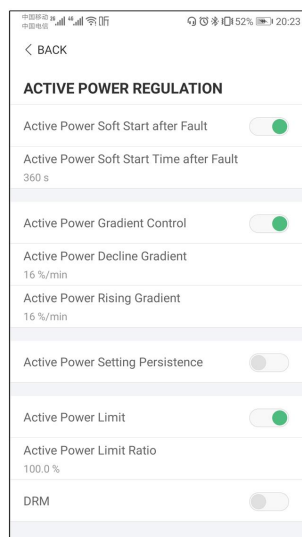 中国移动
中国电信
26
46
52%
20:23
< BACK
ACTIVE POWER REGULATION
Active Power Soft Start after Fault
Active Power Soft Start Time after Fault
360 s
Active Power Gradient Control
Active Power Decline Gradient
16 %/min
Active Power Rising Gradient
16 %/min
Active Power Setting Persistence
Active Power Limit
Active Power Limit Ratio
100.0 %
DRM